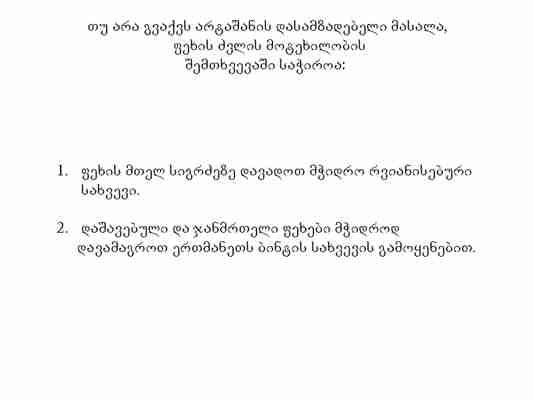 თუ არა გვაქვს არგაშანის დასამზადებელი მასალა,
ფეხის ძვლის მოტეხილობის
შემთხვევაში საჭიროა:
1. ფეხის მთელ სიგრძეზე დავადოთ მჭიდრო რვიანისებური
სახვევი.
2. დაშავებული და ჯანმრთელი ფეხები მჭიდროდ
დავამაგროთ ერთმანეთს ბინტის სახვევის გამოყენებით.